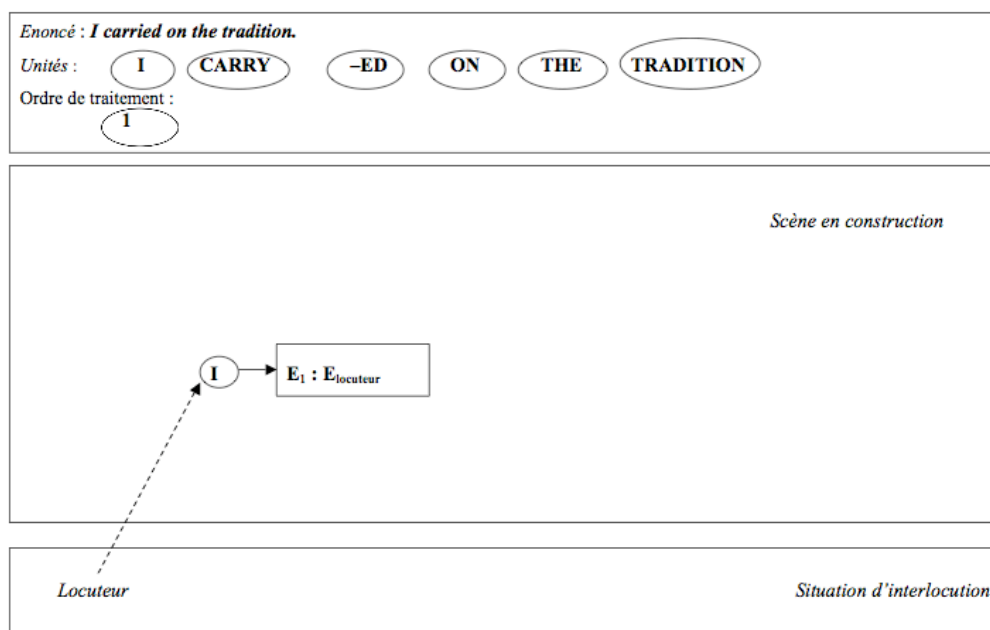 Enoncé : I carried on the tradition.
Unités : I CARRY –ED ON THE TRADITION
Ordre de traitement :
1
Scène en construction
I E1 : Elocuteur
Locuteur Situation d’interlocution